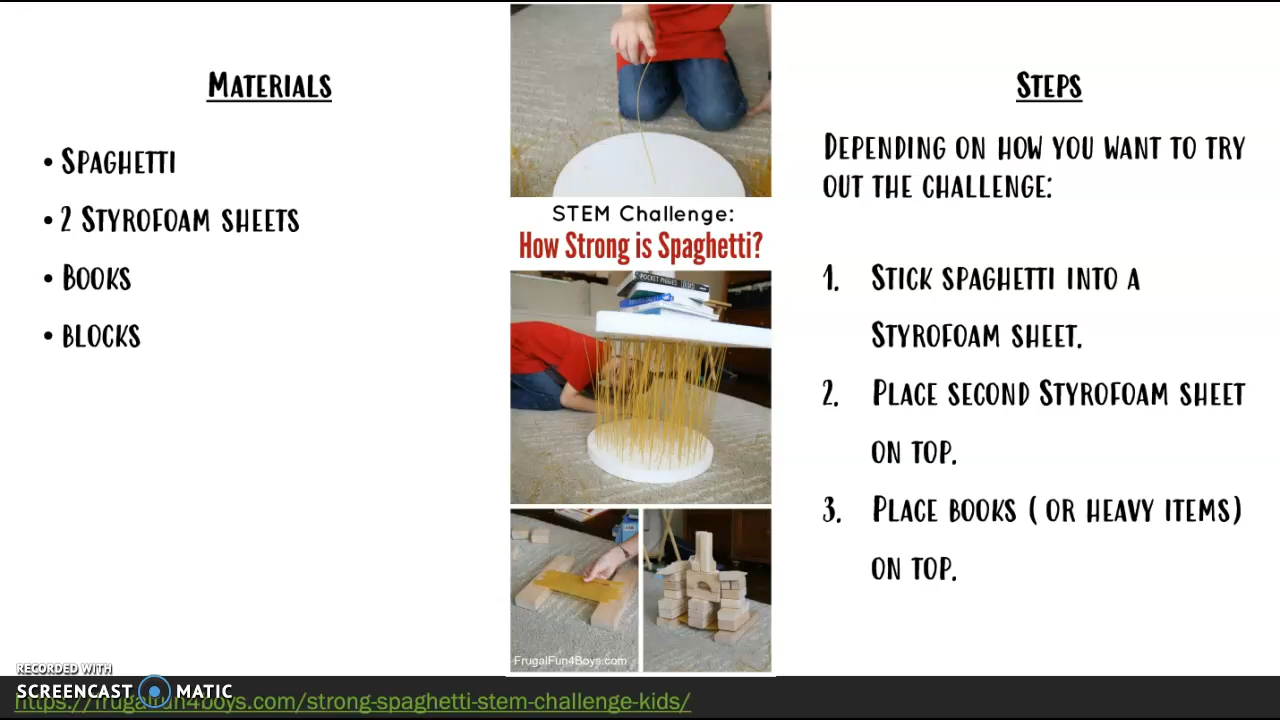 Materials
• Spaghetti
• 2 Styrofoam sheets
• Books
• blocks
STEM Challenge:
How Strong is Spaghetti?
FrugalFun4Boys.com
Steps
Depending on how you want to try
out the challenge:
1. Stick spaghetti into a
Styrofoam sheet.
2. Place second Styrofoam sheet
on top.
3. Place books ( or heavy items)
on top.
RECORDED WITH
SCREENCAST MATIC
https://frugalfun4boys.com/strong-spaghetti-stem-challenge-kids/